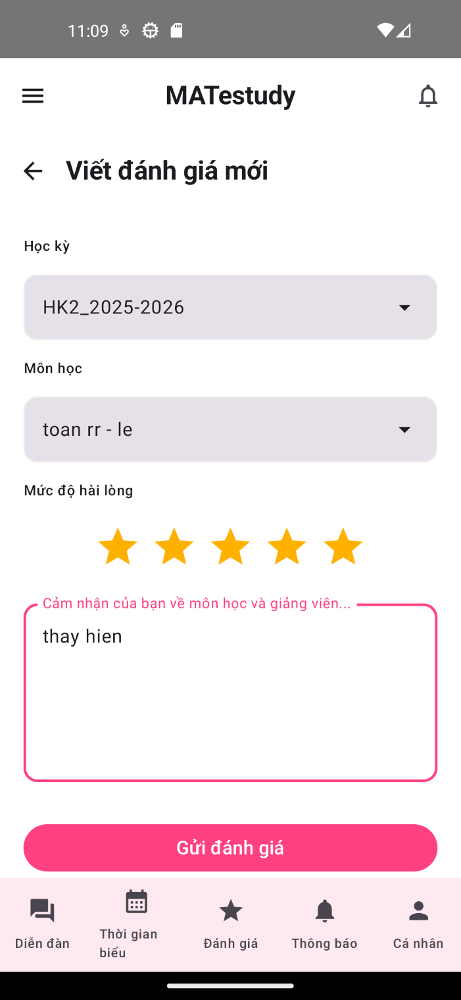 11:09
MATestudy
Viết đánh giá mới
Học kỳ
HK2_2025-2026
Môn học
toan rr - le
Mức độ hài lòng
Cảm nhận của bạn về môn học và giảng viên...
thay hien
Gửi đánh giá
Diễn đàn
Thời gian
biểu
Đánh giá
Thông báo
Cá nhân